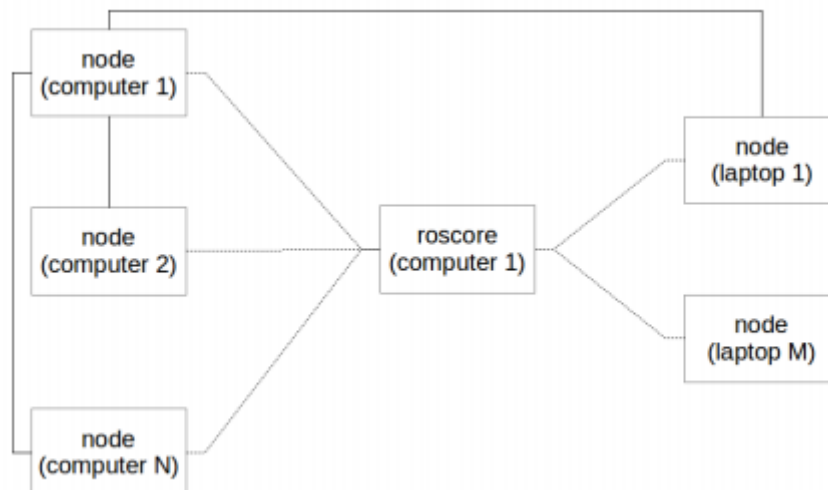 node
(computer 1)
node
(laptop 1)
node
(computer 2)
roscore
(computer 1)
node
(laptop M)
node
(computer N)